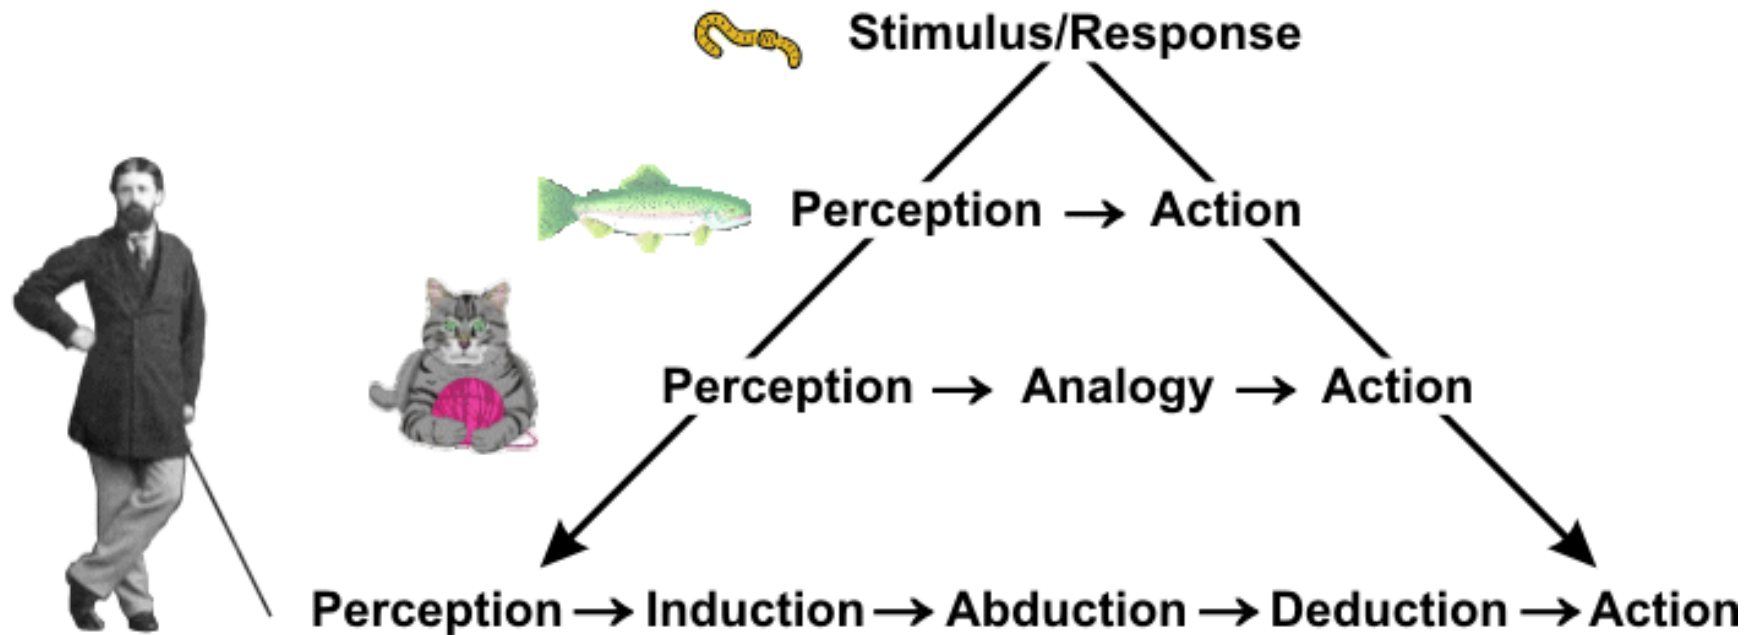 Stimulus/Response
Perception → Action
Perception → Analogy → Action
Perception → Induction → Abduction → Deduction → Action